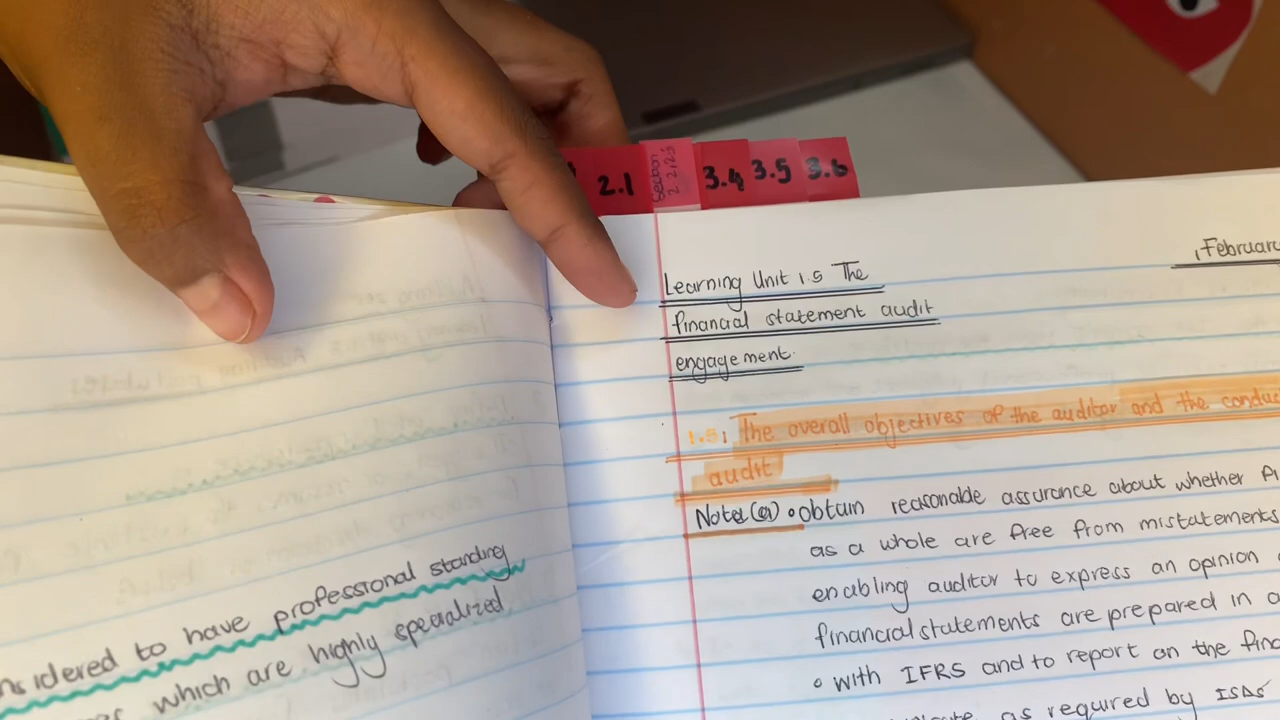 2.1
Section
2 2,2.5
3.4
3.5
3.6
February
Learning Unit 1.5 The
financial statement audit
engagement.
1.5: The overall objectives of the auditor and the conduc
audit
Note(a) • obtain reasonable assurance about whether
as a whole are free from mistatements
enabling auditor to express an opinion
financial statements are prepared in a
• with IFRS and to report on the fina
as required by ISAs
nsidered to have professional standing
which are highly specialized